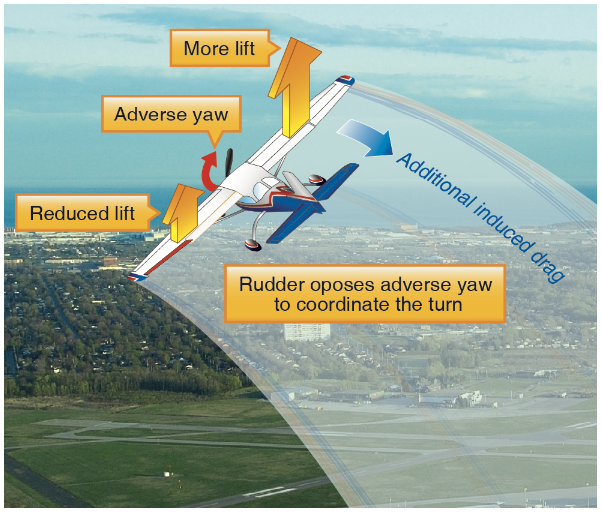 More lift
Adverse yaw
Reduced lift
Additional induced drag
Rudder oposes adverse yaw
to coordinate the turn